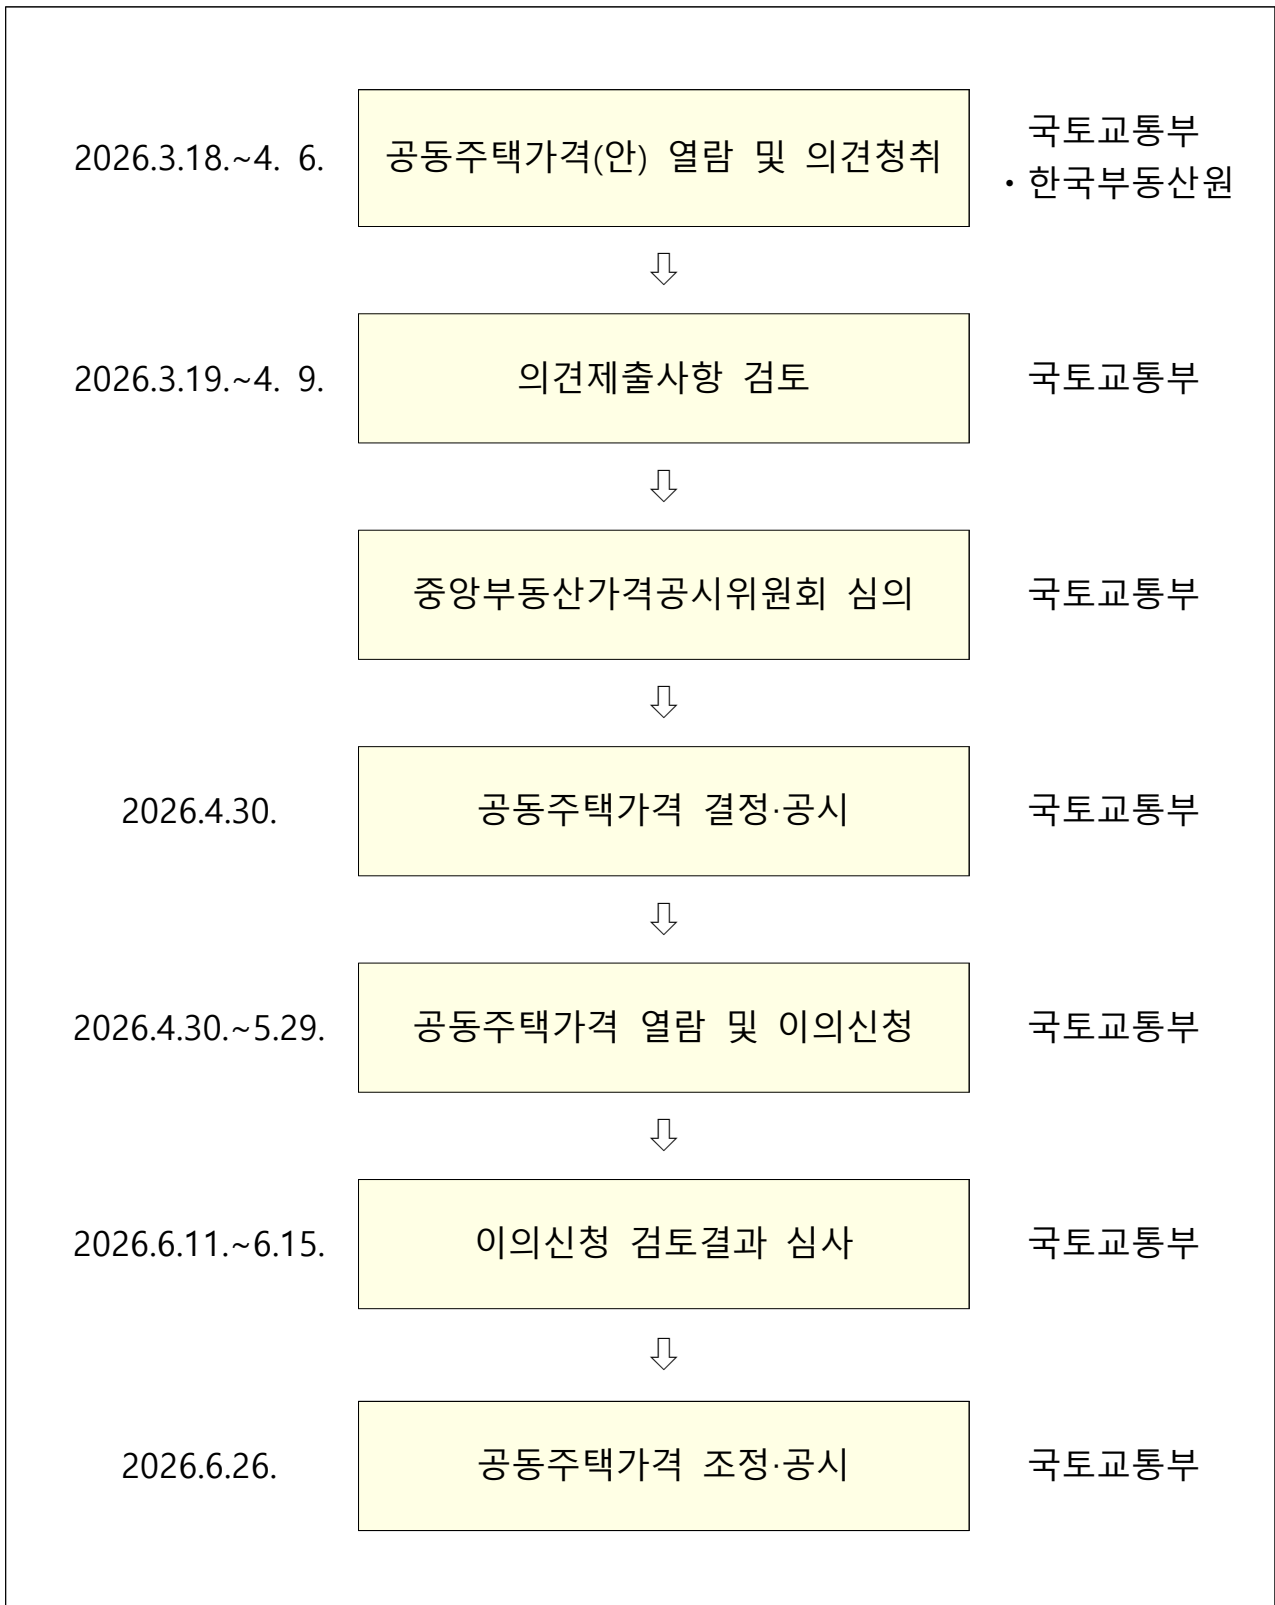 2026.3.18.~4. 6.
공동주택가격(안) 열람 및 의견청취
국토교통부
・한국부동산원
⇩
2026.3.19.~4. 9.
의견제출사항 검토
국토교통부
⇩
중앙부동산가격공시위원회 심의
국토교통부
⇩
2026.4.30.
공동주택가격 결정·공시
국토교통부
⇩
2026.4.30.~5.29.
공동주택가격 열람 및 이의신청
국토교통부
⇩
2026.6.11.~6.15.
이의신청 검토결과 심사
국토교통부
⇩
2026.6.26.
공동주택가격 조정·공시
국토교통부